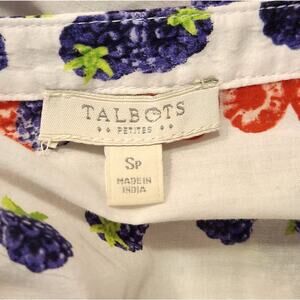 TALBOTS
PETITES
SP
MADE IN
INDIA